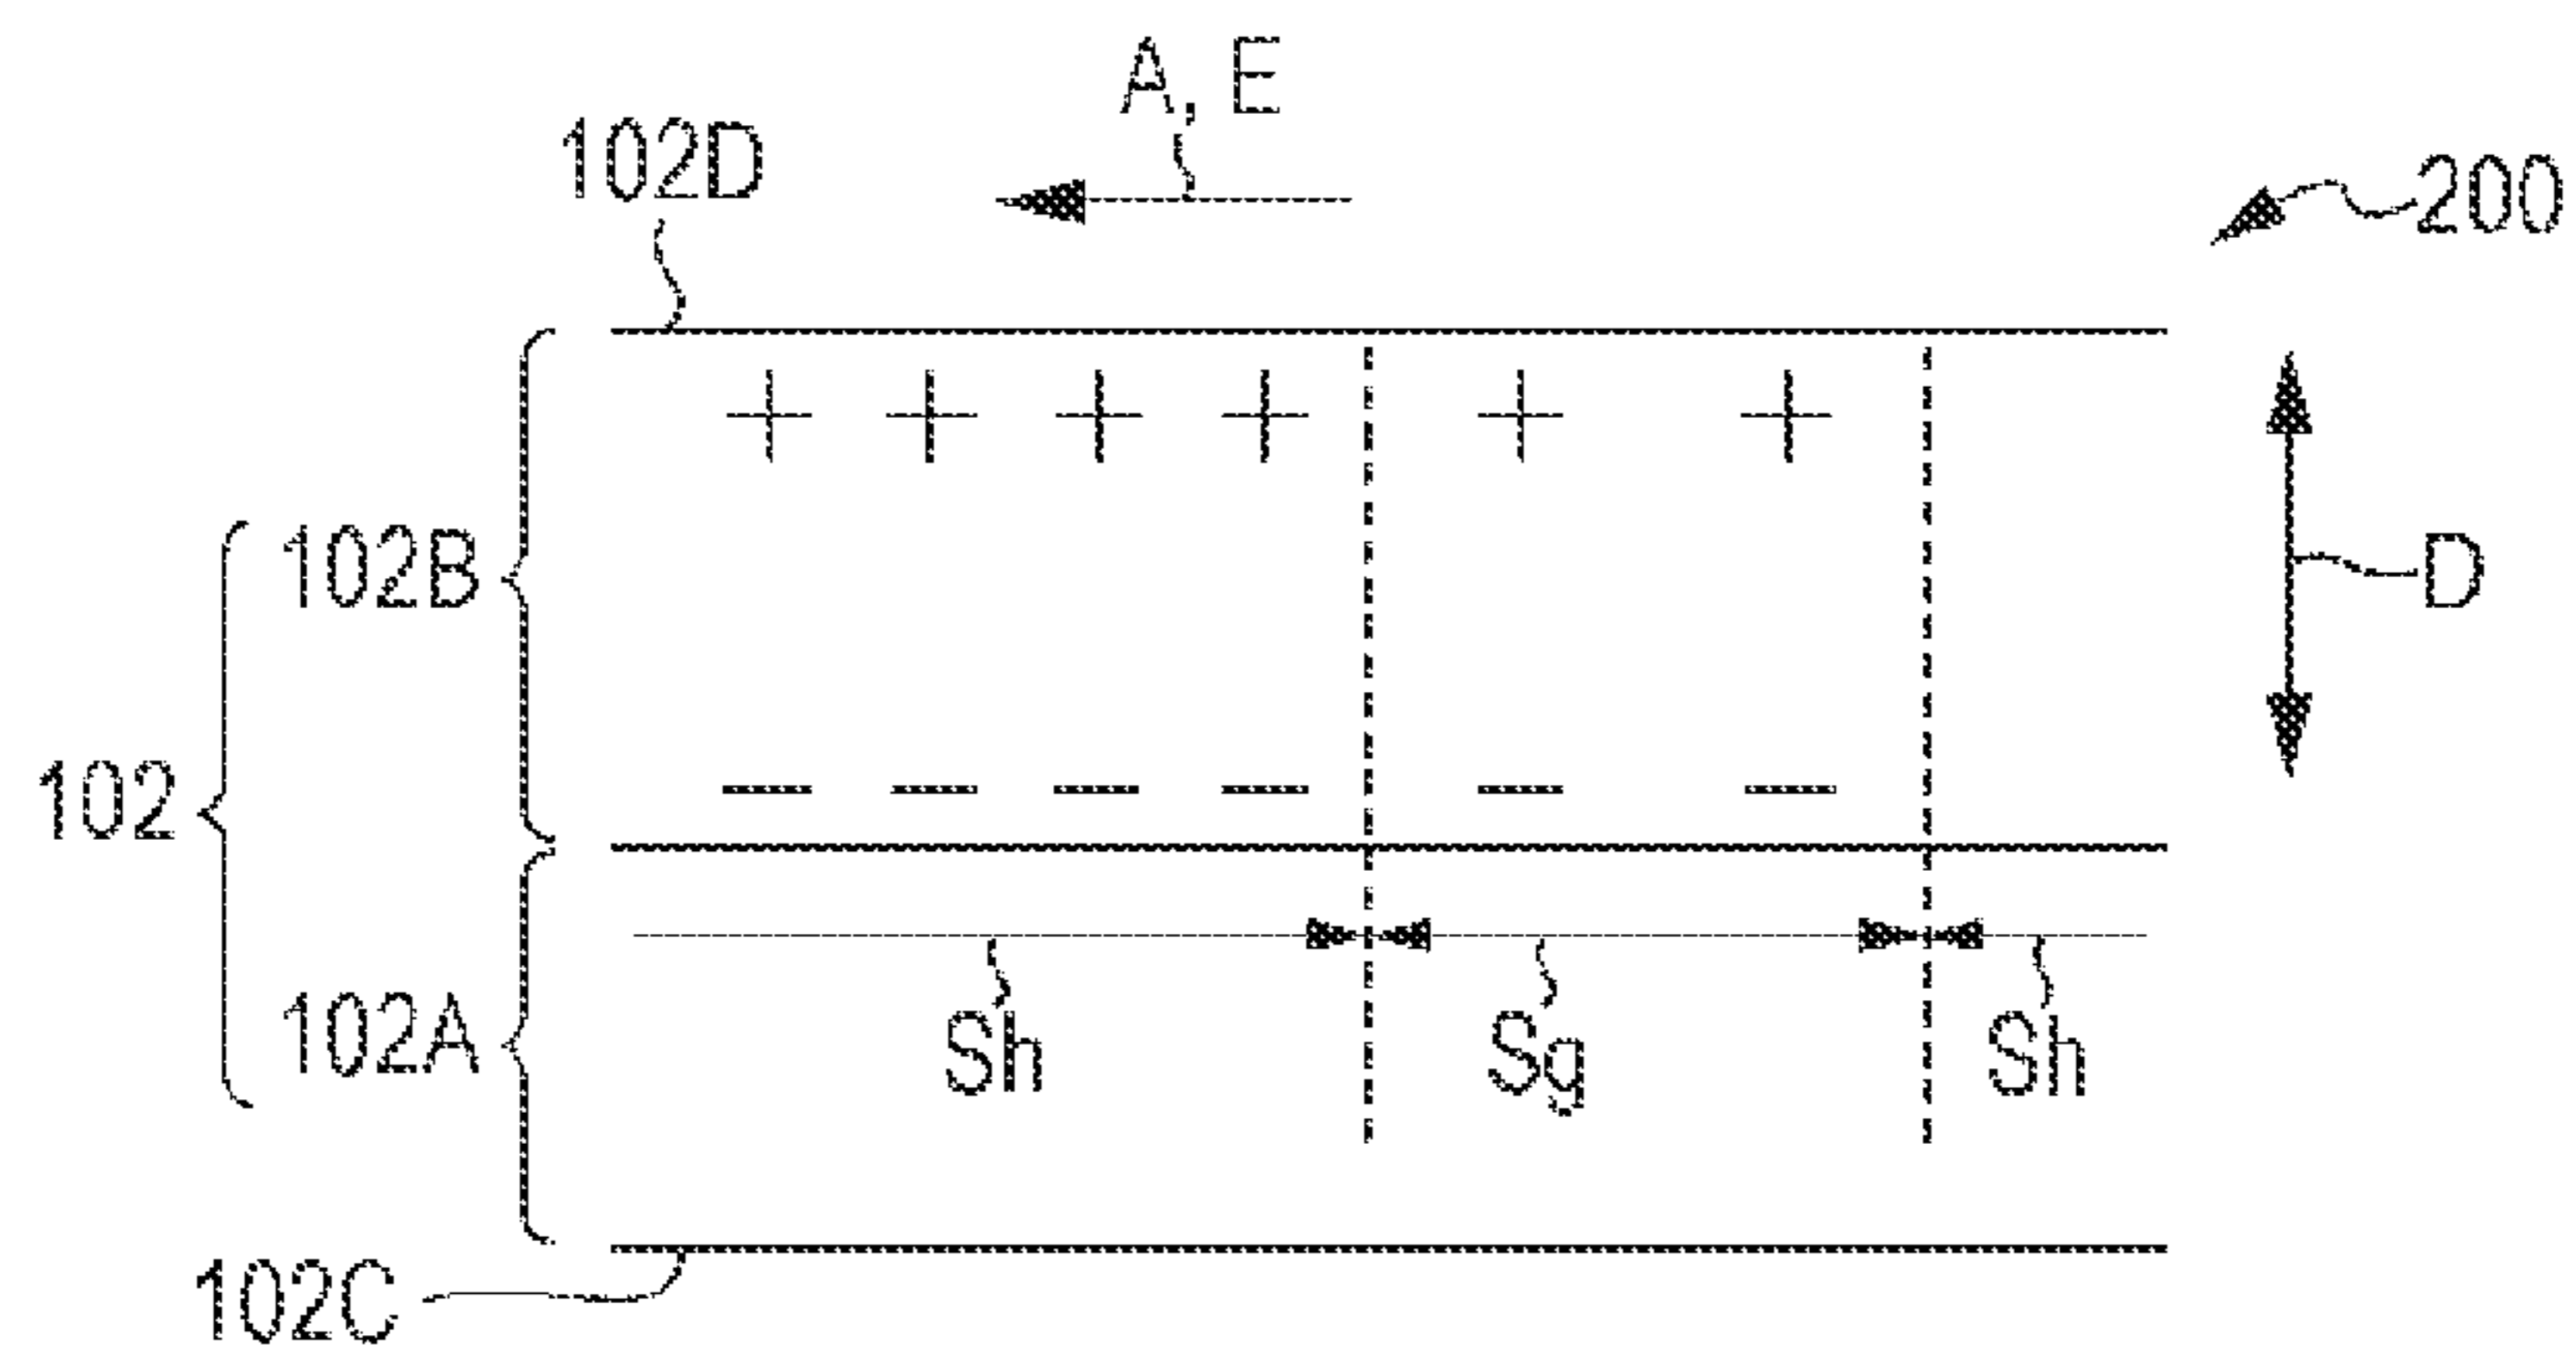 A, E
102D
200
+ + + + + +
102B
D
102
− − − − − −
102A
Sh Sg Sh
102C